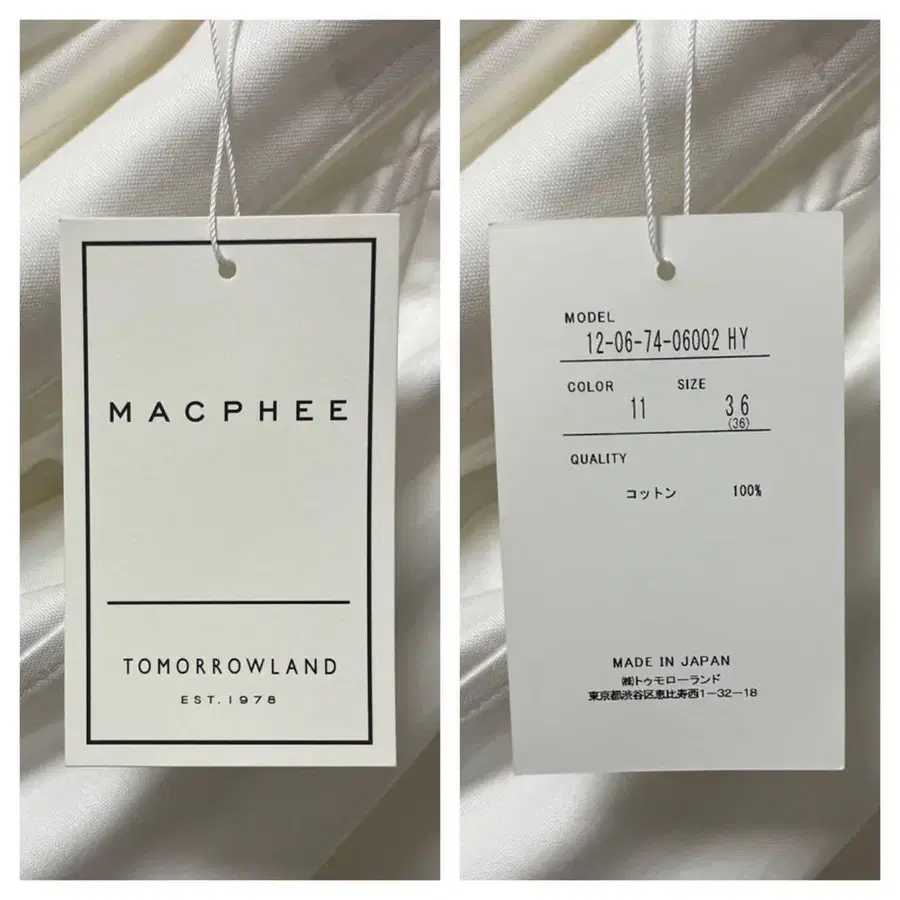 MACPHEE
TOMORROWLAND
EST. 1978
MODEL
12-06-74-06002 HY
COLOR SIZE
11 36
(36)
QUALITY
コットン 100%
MADE IN JAPAN
㈱トゥモローランド
東京都渋谷区恵比寿西1-32-18